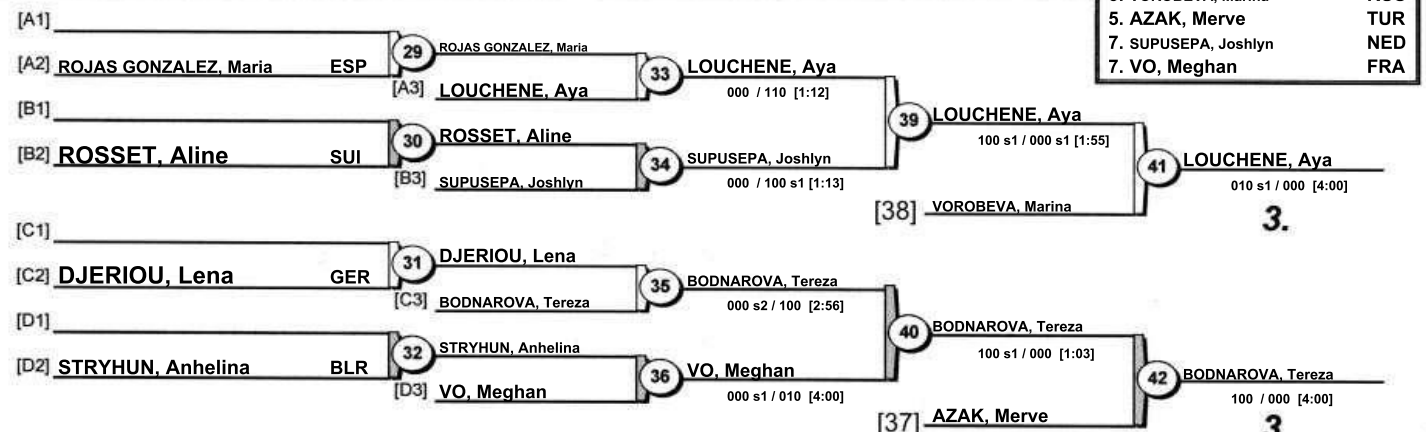 [A1]
[A2] ROJAS GONZALEZ, Maria ESP
29
ROJAS GONZALEZ, Maria
[A3] LOUCHENE, Aya
33
LOUCHENE, Aya
000 / 110 [1:12]
[B1]
[B2] ROSSET, Aline SUI
30
ROSSET, Aline
[B3] SUPUSEPA, Joshlyn
34
SUPUSEPA, Joshlyn
000 / 100 s1 [1:13]
39
LOUCHENE, Aya
100 s1 / 000 s1 [1:55]
[38] VOROBEVA, Marina
41
LOUCHENE, Aya
010 s1 / 000 [4:00]
3.
[C1]
[C2] DJERIOU, Lena GER
31
DJERIOU, Lena
[C3] BODNAROVA, Tereza
35
BODNAROVA, Tereza
000 s2 / 100 [2:56]
[D1]
[D2] STRYHUN, Anhelina BLR
32
STRYHUN, Anhelina
[D3] VO, Meghan
36
VO, Meghan
000 s1 / 010 [4:00]
40
BODNAROVA, Tereza
100 s1 / 000 [1:03]
[37] AZAK, Merve
42
BODNAROVA, Tereza
100 / 000 [4:00]
3
5. AZAK, Merve TUR
7. SUPUSEPA, Joshlyn NED
7. VO, Meghan FRA